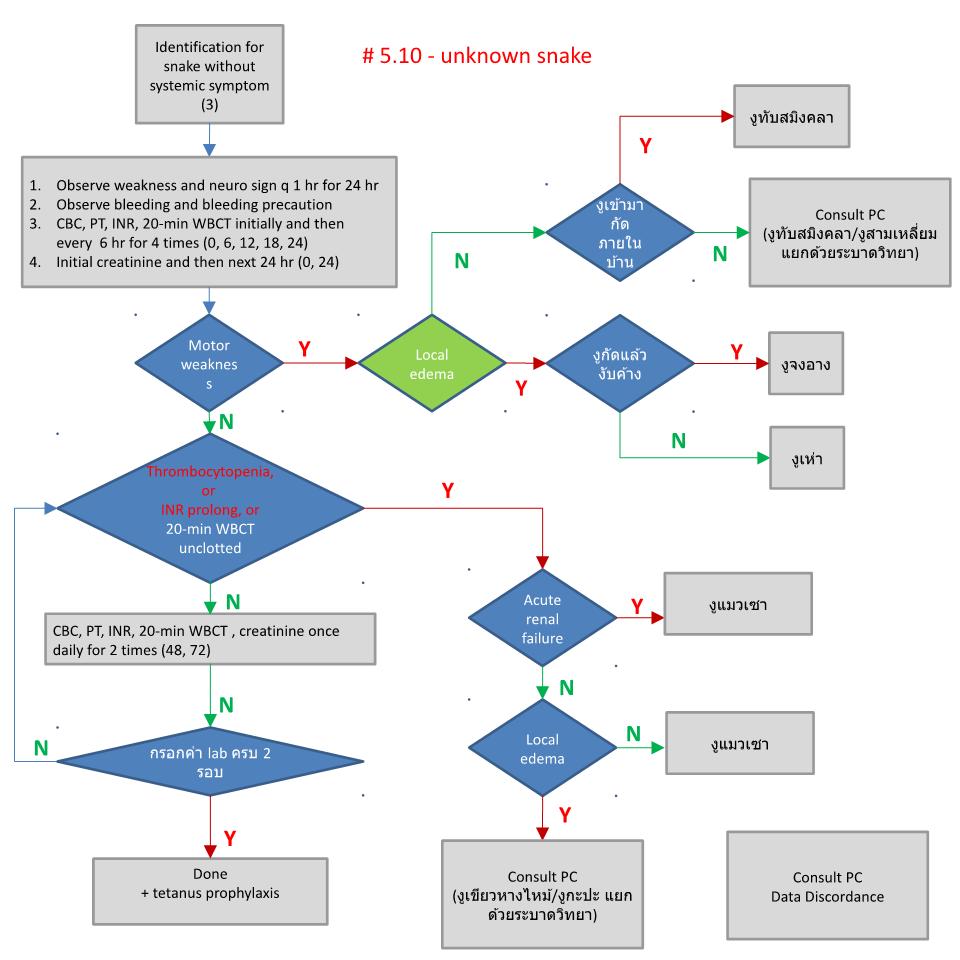 # 5.10 - unknown snake
Identification for
snake without
systemic symptom
(3)
1. Observe weakness and neuro sign q 1 hr for 24 hr
2. Observe bleeding and bleeding precaution
3. CBC, PT, INR, 20-min WBCT initially and then
every 6 hr for 4 times (0, 6, 12, 18, 24)
4. Initial creatinine and then next 24 hr (0, 24)
Motor
weaknes
s
Y
Local
edema
N
งูเข้ามา
กัด
ภายใน
บ้าน
Y
งูทับสมิงคลา
N
Consult PC
(งูทับสมิงคลา/งูสามเหลี่ยม
แยกด้วยระบาดวิทยา)
Y
งูกัดแล้ว
งับค้าง
Y
งูจงอาง
N
งูเห่า
N
Thrombocytopenia,
or
INR prolong, or
20-min WBCT
unclotted
Y
Acute
renal
failure
Y
งูแมวเซา
N
Local
edema
N
งูแมวเซา
Y
Consult PC
(งูเขียวหางไหม้/งูกะปะ แยก
ด้วยระบาดวิทยา)
N
CBC, PT, INR, 20-min WBCT , creatinine once
daily for 2 times (48, 72)
N
กรอกค่า lab ครบ 2
รอบ
N
Y
Done
+ tetanus prophylaxis
Consult PC
Data Discordance